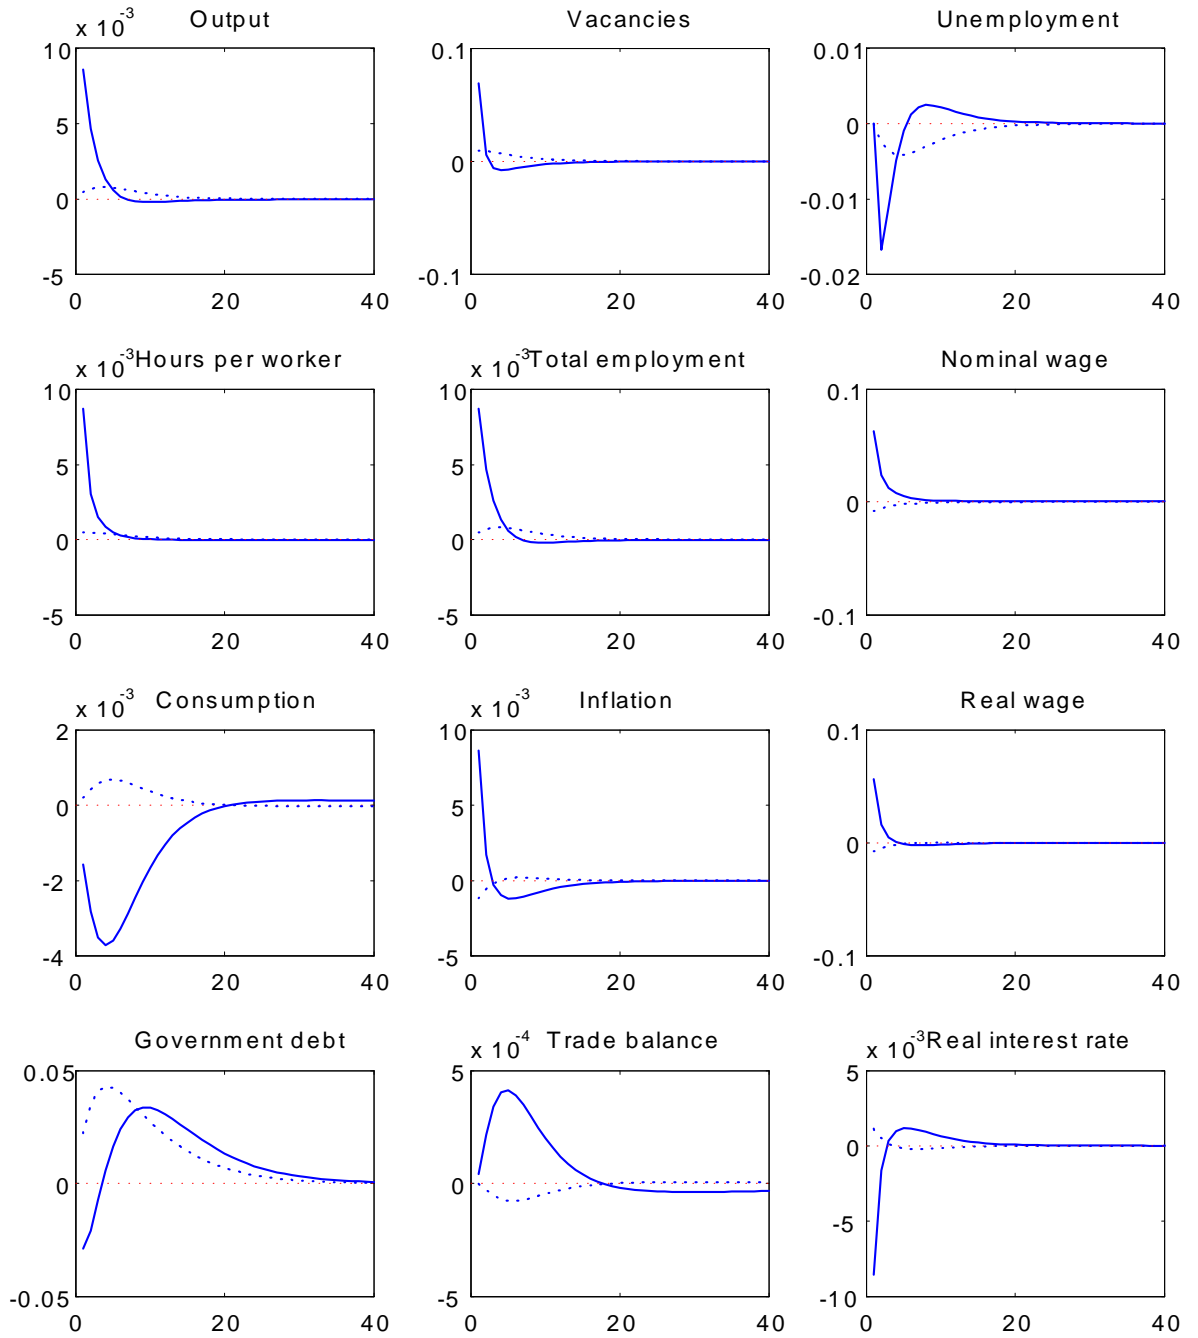 x 10-3 Output Vacancies Unemployment
10 0.1 0.01
5 0
0 0 -0.01
-5 -0.1 -0.02
0 20 40 0 20 40 0 20 40
x 10-3 Hours per worker x 10-3 Total employment Nominal wage
10 10 0.1
5 5
0 0 0
-5 -5 -0.1
0 20 40 0 20 40 0 20 40
x 10-3 Consumption x 10-3 Inflation Real wage
2 10 0.1
0 5
0
-2 0
-4 -5 -0.1
0 20 40 0 20 40 0 20 40
Government debt x 10-4 Trade balance x 10-3 Real interest rate
0.05 5 5
0
0 0
-5
-0.05 -5 -10
0 20 40 0 20 40 0 20 40